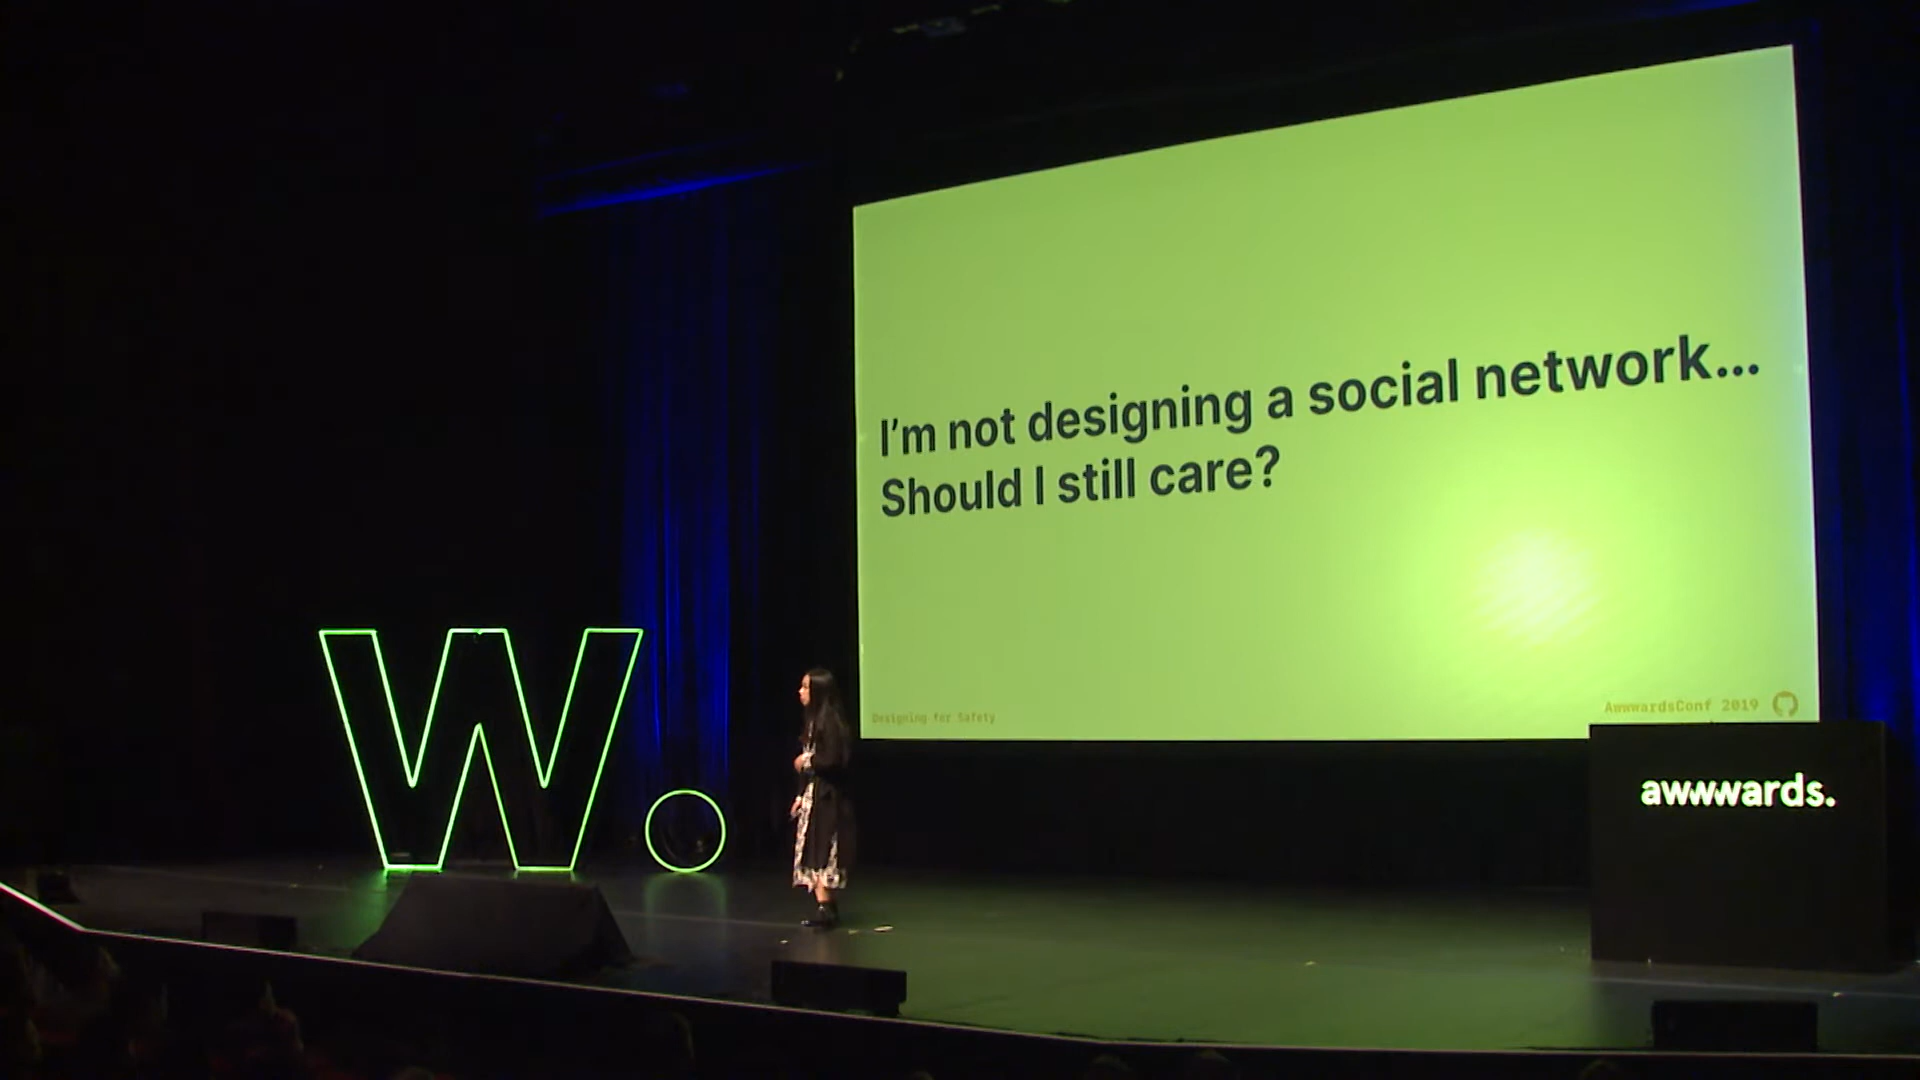 I'm not designing a social network...
Should I still care?
Designing for Safety
AwwwardsConf 2019
W.
awwwards.